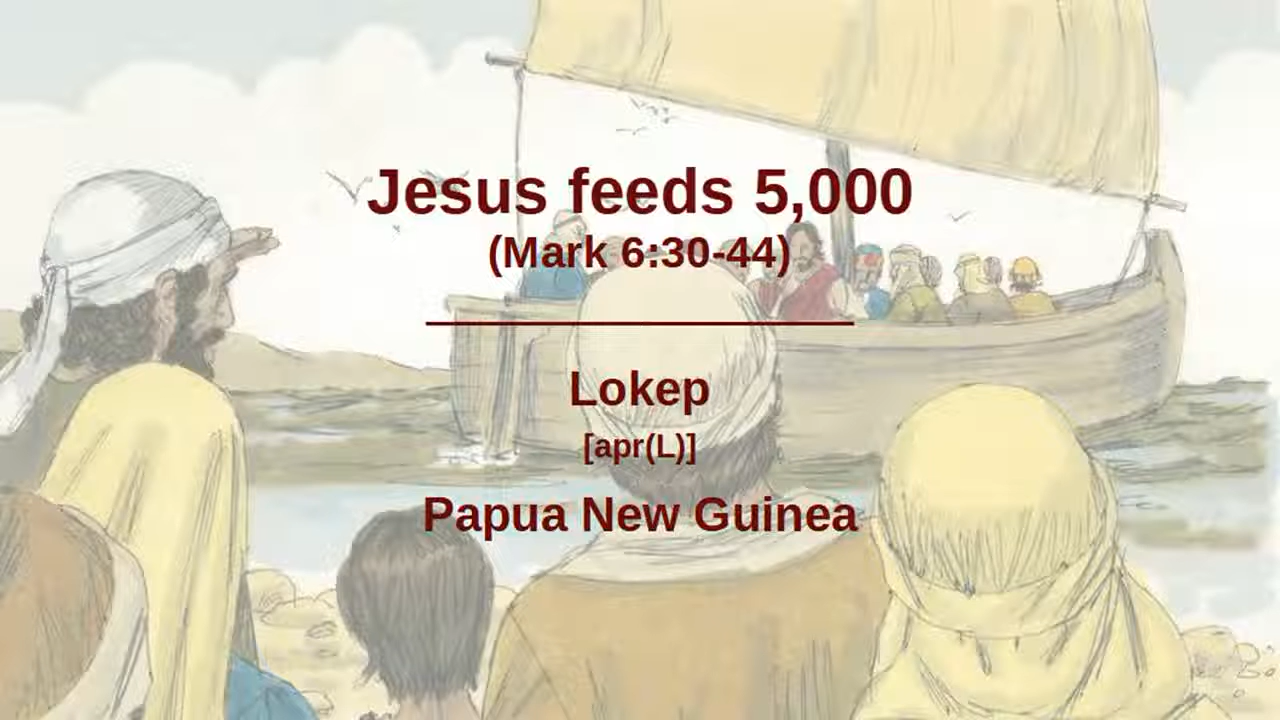 Jesus feeds 5,000
(Mark 6:30-44)
Lokep
[apr(L)]
Papua New Guinea